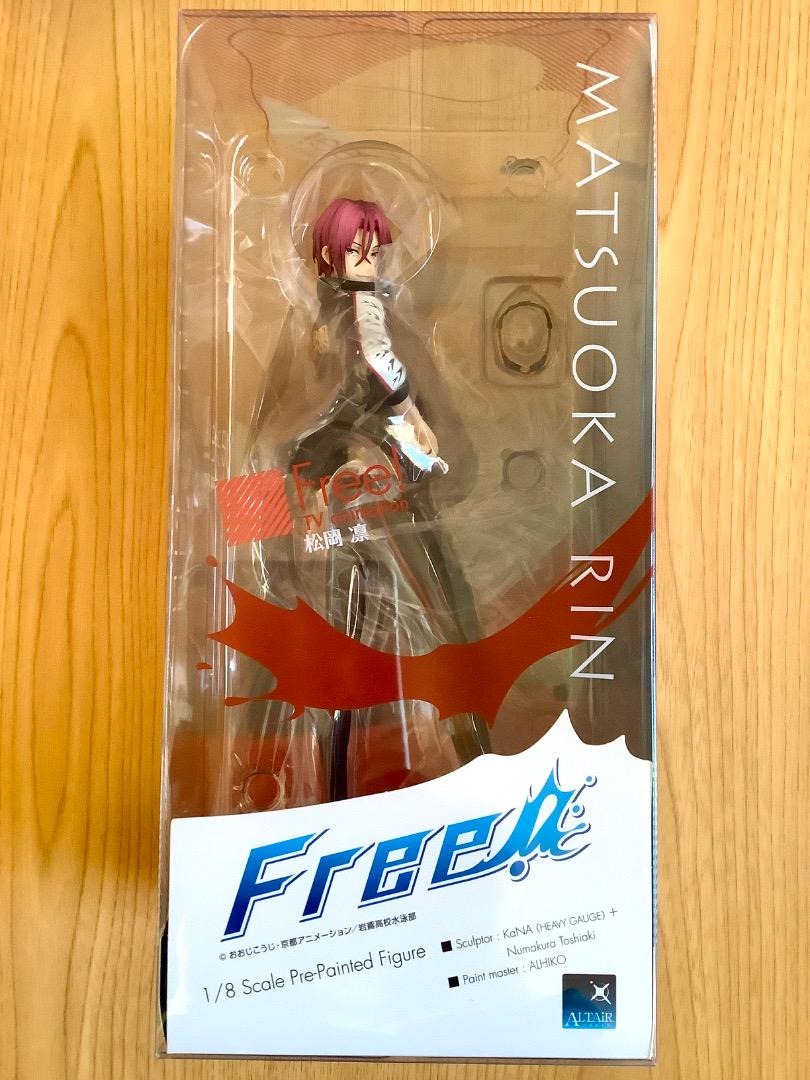 MATSUOKA RIN
Free!
TV animation
松岡 凛
Free!
© おおじこうじ・京都アニメーション/岩鳶高校水泳部
1/8 Scale Pre-Painted Figure
■ Sculptor : KaNA (HEAVY GAUGE) +
Numakura Toshiaki
■ Paint master : ALHIKO
ALTAiR